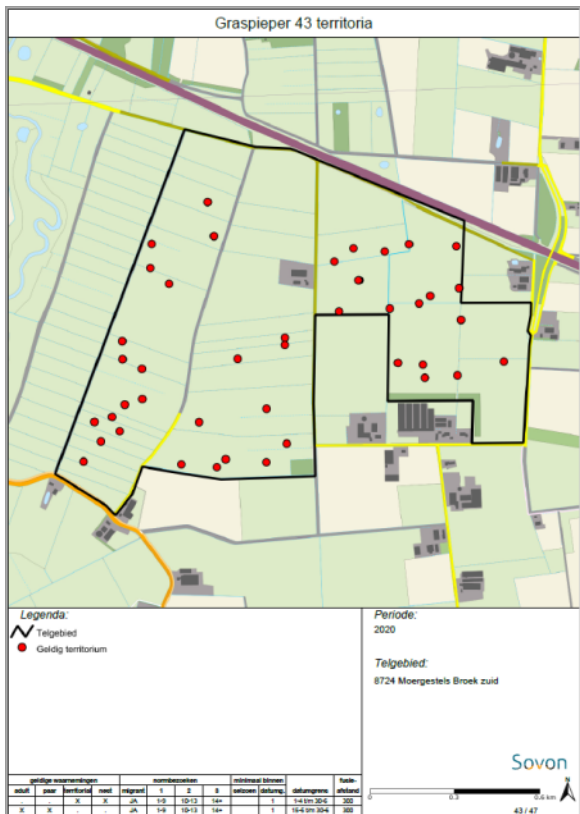 Graspieper 43 territoria
Legenda:
Telgebied
Geldig territorium
Periode:
2020
Telgebied:
8724 Moergestels Broek zuid
Sovon
0 0.3 0.6 km
N
43 / 47
geldige waarnemingen normbezoeken minimaal binnen fusie-
adult paar territorial nest migrant 1 2 3 seizoen datumg. datumgrens afstand
. . X X JA 1-9 10-13 14+ 1 1-4 t/m 30-6 300
X X . . JA 1-9 10-13 14+ 1 15-4 t/m 30-6 300